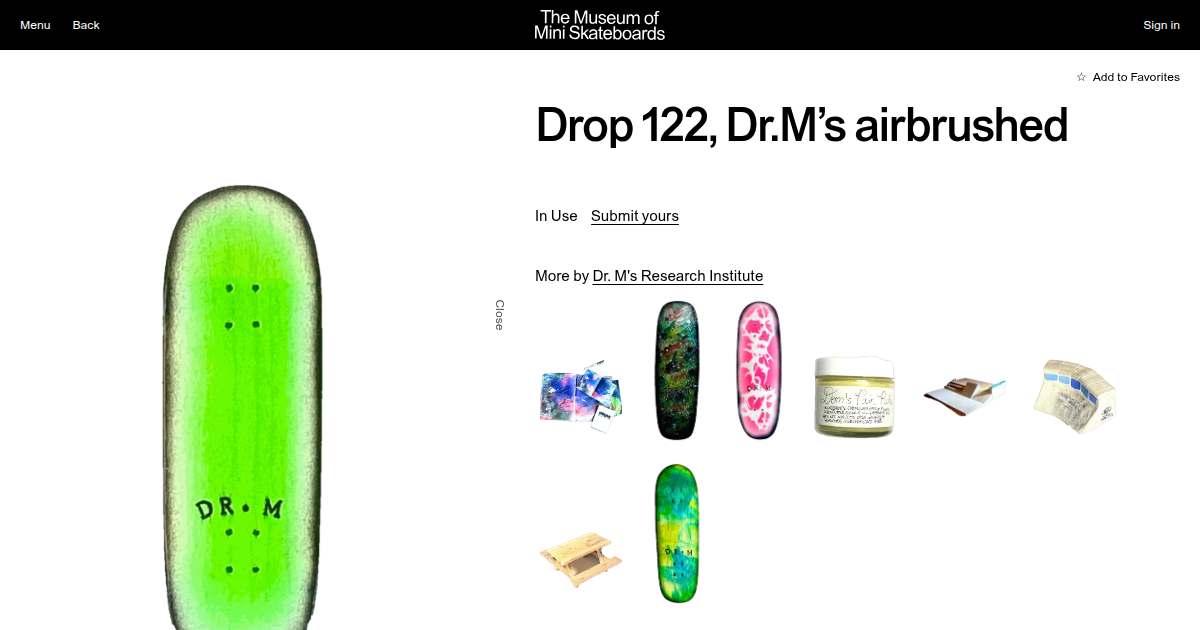 Menu
Back
The Museum of
Mini Skateboards
Sign in
☆ Add to Favorites
Drop 122, Dr.M’s airbrushed
In Use Submit yours
More by Dr. M's Research Institute
Close
DR•M
DR•M